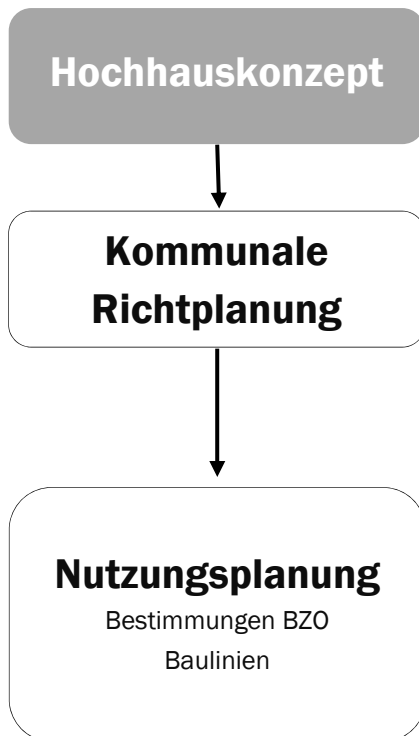 Hochhauskonzept
Kommunale
Richtplanung
Nutzungsplanung
Bestimmungen BZO
Baulinien